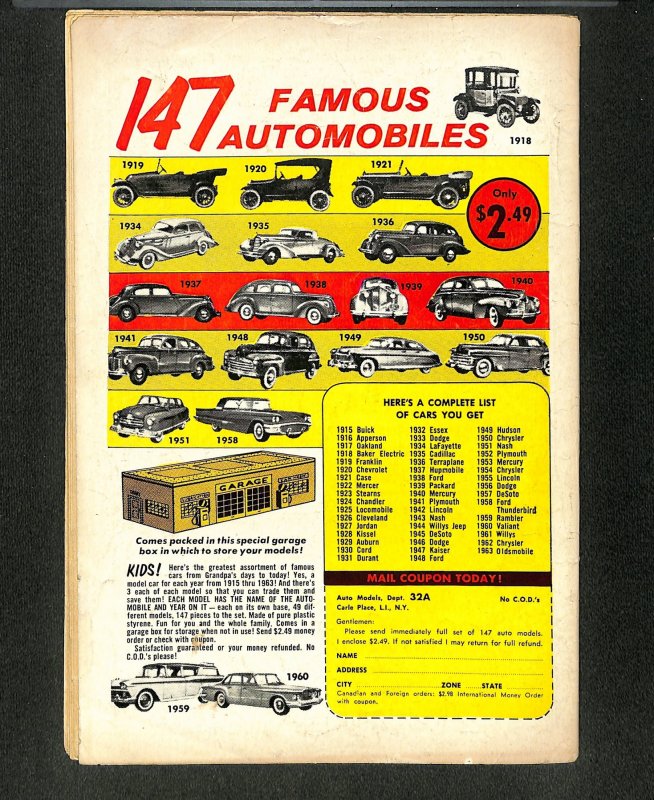 147 FAMOUS
AUTOMOBILES
1918
1919
1920
1921
Only
$2.49
1934
1935
1936
1937
1938
1939
1940
1941
1948
1949
1950
1951
1958
HERE'S A COMPLETE LIST
OF CARS YOU GET
1915 Buick
1916 Apperson
1917 Oakland
1918 Baker Electric
1919 Franklin
1920 Chevrolet
1921 Case
1922 Mercer
1923 Stearns
1924 Chandler
1925 Locomobile
1926 Cleveland
1927 Jordan
1928 Kissel
1929 Auburn
1930 Cord
1931 Durant
1932 Essex
1933 Dodge
1934 LaFayette
1935 Cadillac
1936 Terraplane
1937 Hupmobile
1938 Ford
1939 Packard
1940 Mercury
1941 Plymouth
1942 Lincoln
1943 Nash
1944 Willys Jeep
1945 DeSoto
1946 Dodge
1947 Kaiser
1948 Ford
1949 Hudson
1950 Chrysler
1951 Nash
1952 Plymouth
1953 Mercury
1954 Chrysler
1955 Lincoln
1956 Dodge
1957 DeSoto
1958 Ford
Thunderbird
1959 Rambler
1960 Valiant
1961 Willys
1962 Chrysler
1963 Oldsmobile
GARAGE
Comes packed in this special garage
box in which to store your models!
KIDS! Here's the greatest assortment of famous
cars from Grandpa's days to today! Yes, a
model car for each year from 1915 thru 1963! And there's
3 each of each model so that you can trade them and
save them! EACH MODEL HAS THE NAME OF THE AUTO-
MOBILE AND YEAR ON IT — each on its own base, 49 dif-
ferent models, 147 pieces to the set. Made of pure plastic
styrene. Fun for you and the whole family. Comes in a
garage box for storage when not in use! Send $2.49 money
order or check with coupon.
Satisfaction guaranteed or your money refunded. No
C.O.D.'s please!
1959
1960
MAIL COUPON TODAY!
Auto Models, Dept. 32A No C.O.D.'s
Carle Place, L.I., N.Y.
Gentlemen:
Please send immediately full set of 147 auto models.
I enclose $2.49. If not satisfied I may return for full refund.
NAME
ADDRESS
CITY ZONE STATE
Canadian and Foreign orders: $2.98 International Money Order
with coupon.